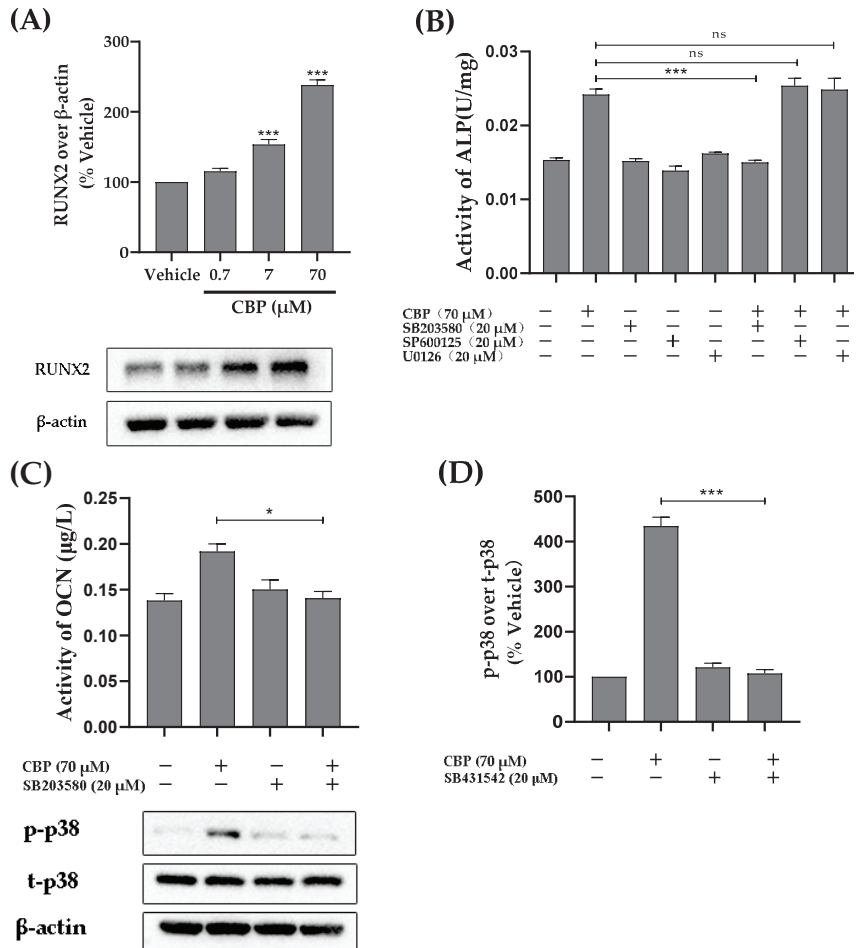 (A)
RUNX2 over β-actin
(% Vehicle)
300
200
100
0
***
***
Vehicle 0.7 7 70
CBP (μM)
RUNX2
β-actin
(B)
Activity of ALP(U/mg)
0.03
0.02
0.01
0.00
ns
ns
***
CBP (70 μM) − + − − − + + +
SB203580 (20 μM) − − + − − + − −
SP600125 (20 μM) − − − + − − + −
U0126 (20 μM) − − − − + − − +
(C)
Activity of OCN (μg/L)
0.25
0.20
0.15
0.10
0.05
0.00
*
CBP (70 μM) − + − +
SB203580 (20 μM) − − + +
p-p38
t-p38
β-actin
(D)
p-p38 over t-p38
(% Vehicle)
500
400
300
200
100
0
***
CBP (70 μM) − + − +
SB431542 (20 μM) − − + +